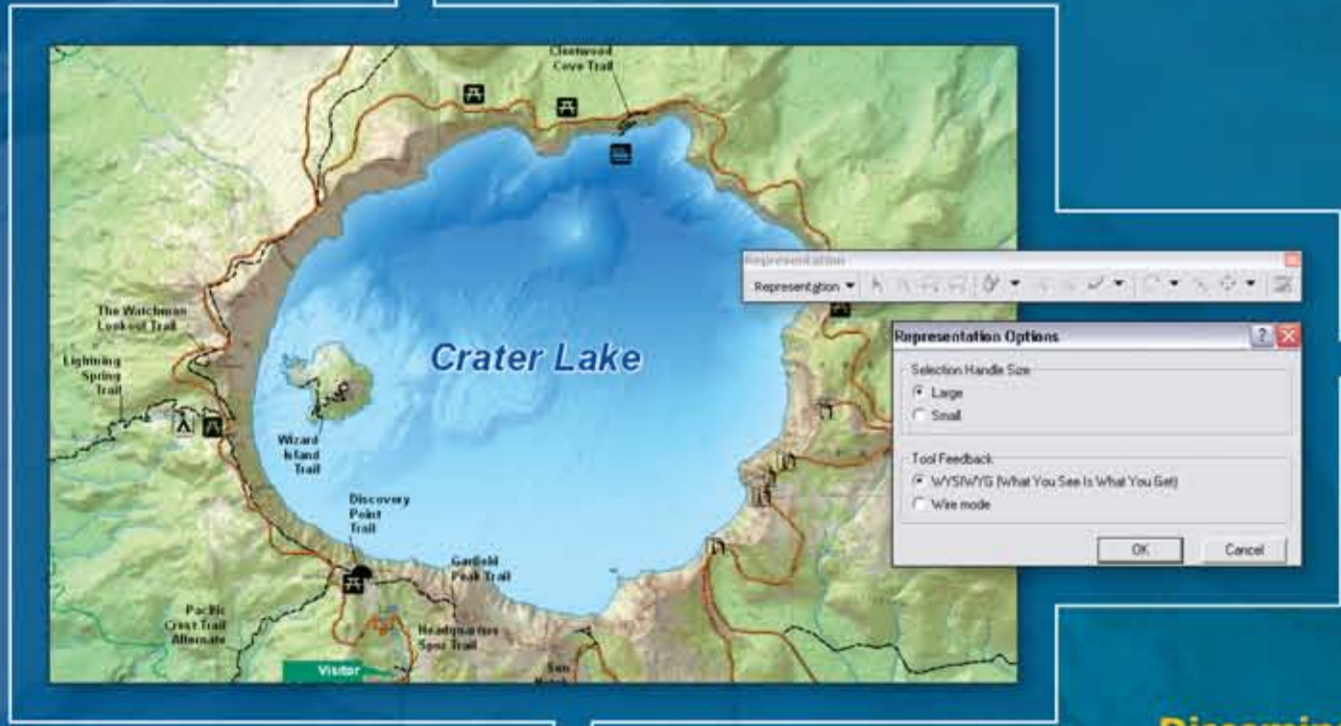 Cleetwood
Cove Trail
Representation
Representation
The Watchman
Lookout Trail
Lightning
Spring
Trail
Crater Lake
Wizard
Island
Trail
Representation Options
Selection Handle Size
Large
Small
Tool Feedback
WYSIWYG (What You See Is What You Get)
Wire mode
OK
Cancel
Discovery
Point
Trail
Garfield
Peak Trail
Pacific
Crest Trail
Alternate
Headquarters
Spur Trail
Visitor
Sun